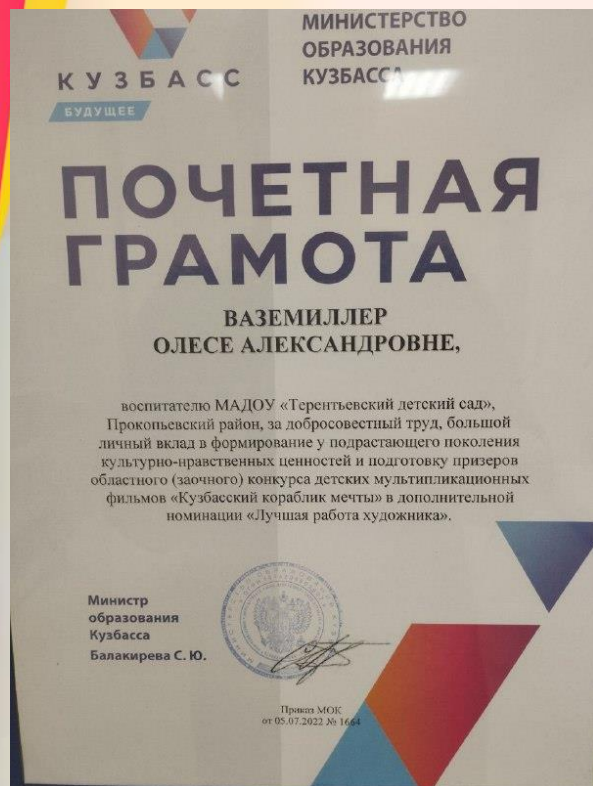 КУЗБАСС
БУДУЩЕЕ
МИНИСТЕРСТВО
ОБРАЗОВАНИЯ
КУЗБАССА
ПОЧЕТНАЯ
ГРАМОТА
ВАЗЕМИЛЛЕР
ОЛЕСЕ АЛЕКСАНДРОВНЕ,
воспитателю МАДОУ «Терентьевский детский сад»,
Прокопьевский район, за добросовестный труд, большой
личный вклад в формирование у подрастающего поколения
культурно-нравственных ценностей и подготовку призеров
областного (заочного) конкурса детских мультипликационных
фильмов «Кузбасский кораблик мечты» в дополнительной
номинации «Лучшая работа художника».
Министр
образования
Кузбасса
Балакирева С. Ю.
Приказ МОК
от 05.07.2022 № 1664